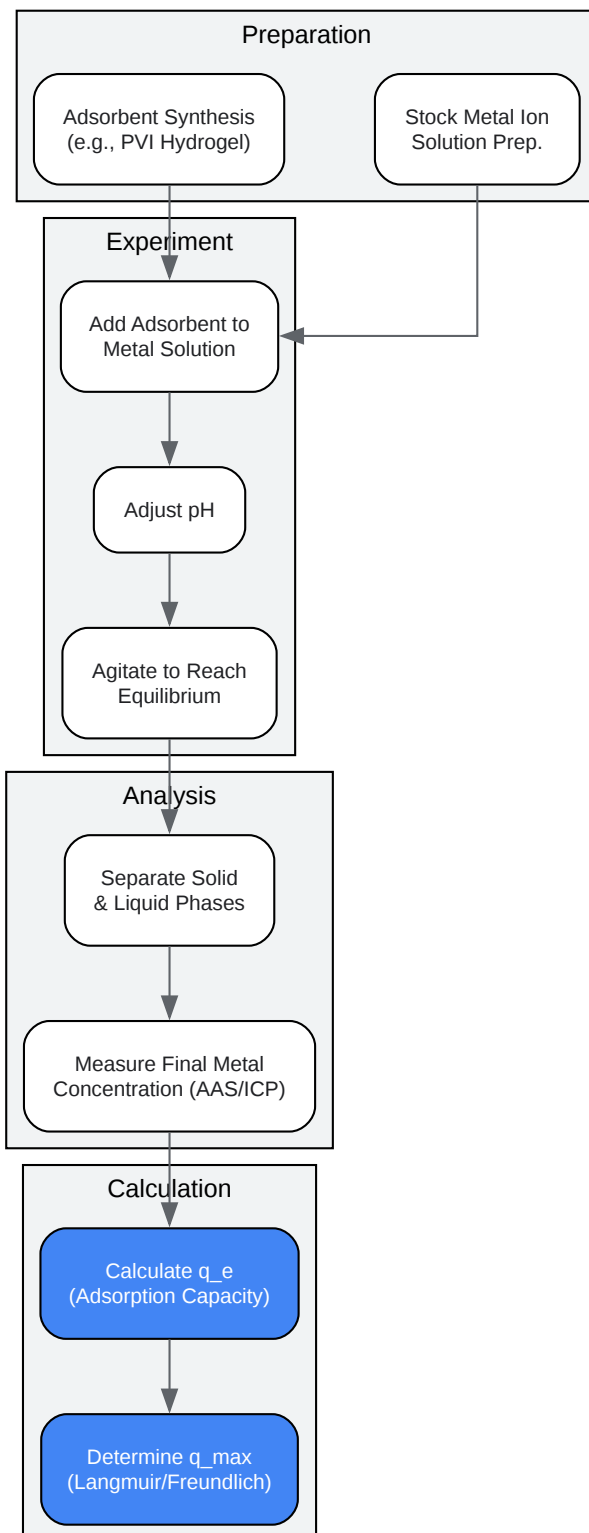 Preparation
Adsorbent Synthesis
(e.g., PVI Hydrogel)
Stock Metal Ion
Solution Prep.
Experiment
Add Adsorbent to
Metal Solution
Adjust pH
Agitate to Reach
Equilibrium
Analysis
Separate Solid
& Liquid Phases
Measure Final Metal
Concentration (AAS/ICP)
Calculation
Calculate q_e
(Adsorption Capacity)
Determine q_max
(Langmuir/Freundlich)